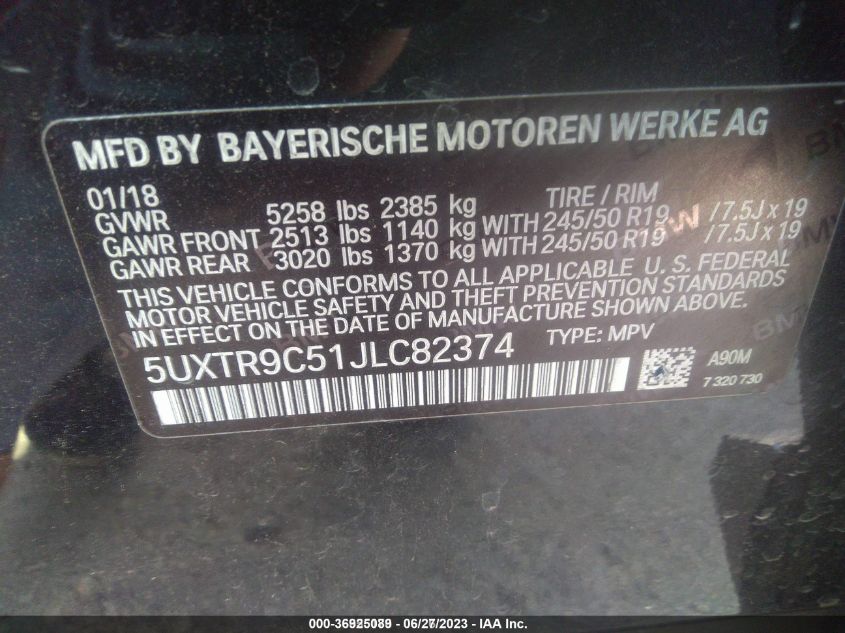 MFD BY BAYERISCHE MOTOREN WERKE AG
01/18 TIRE / RIM
GVWR 5258 lbs 2385 kg
GAWR FRONT 2513 lbs 1140 kg WITH 245/50 R19 / 7.5J x 19
GAWR REAR 3020 lbs 1370 kg WITH 245/50 R19 / 7.5J x 19
THIS VEHICLE CONFORMS TO ALL APPLICABLE U. S. FEDERAL
MOTOR VEHICLE SAFETY AND THEFT PREVENTION STANDARDS
IN EFFECT ON THE DATE OF MANUFACTURE SHOWN ABOVE.
5UXTR9C51JLC82374 TYPE: MPV
A90M
7 320 730
000-36925089 - 06/27/2023 - IAA Inc.